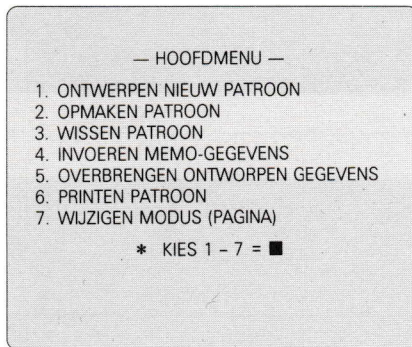 — HOOFDMENU —
1. ONTWERPEN NIEUW PATROON
2. OPMAKEN PATROON
3. WISSEN PATROON
4. INVOEREN MEMO-GEGEVENS
5. OVERBRENGEN ONTWORPEN GEGEVENS
6. PRINTEN PATROON
7. WIJZIGEN MODUS (PAGINA)
* KIES 1 – 7 = ■